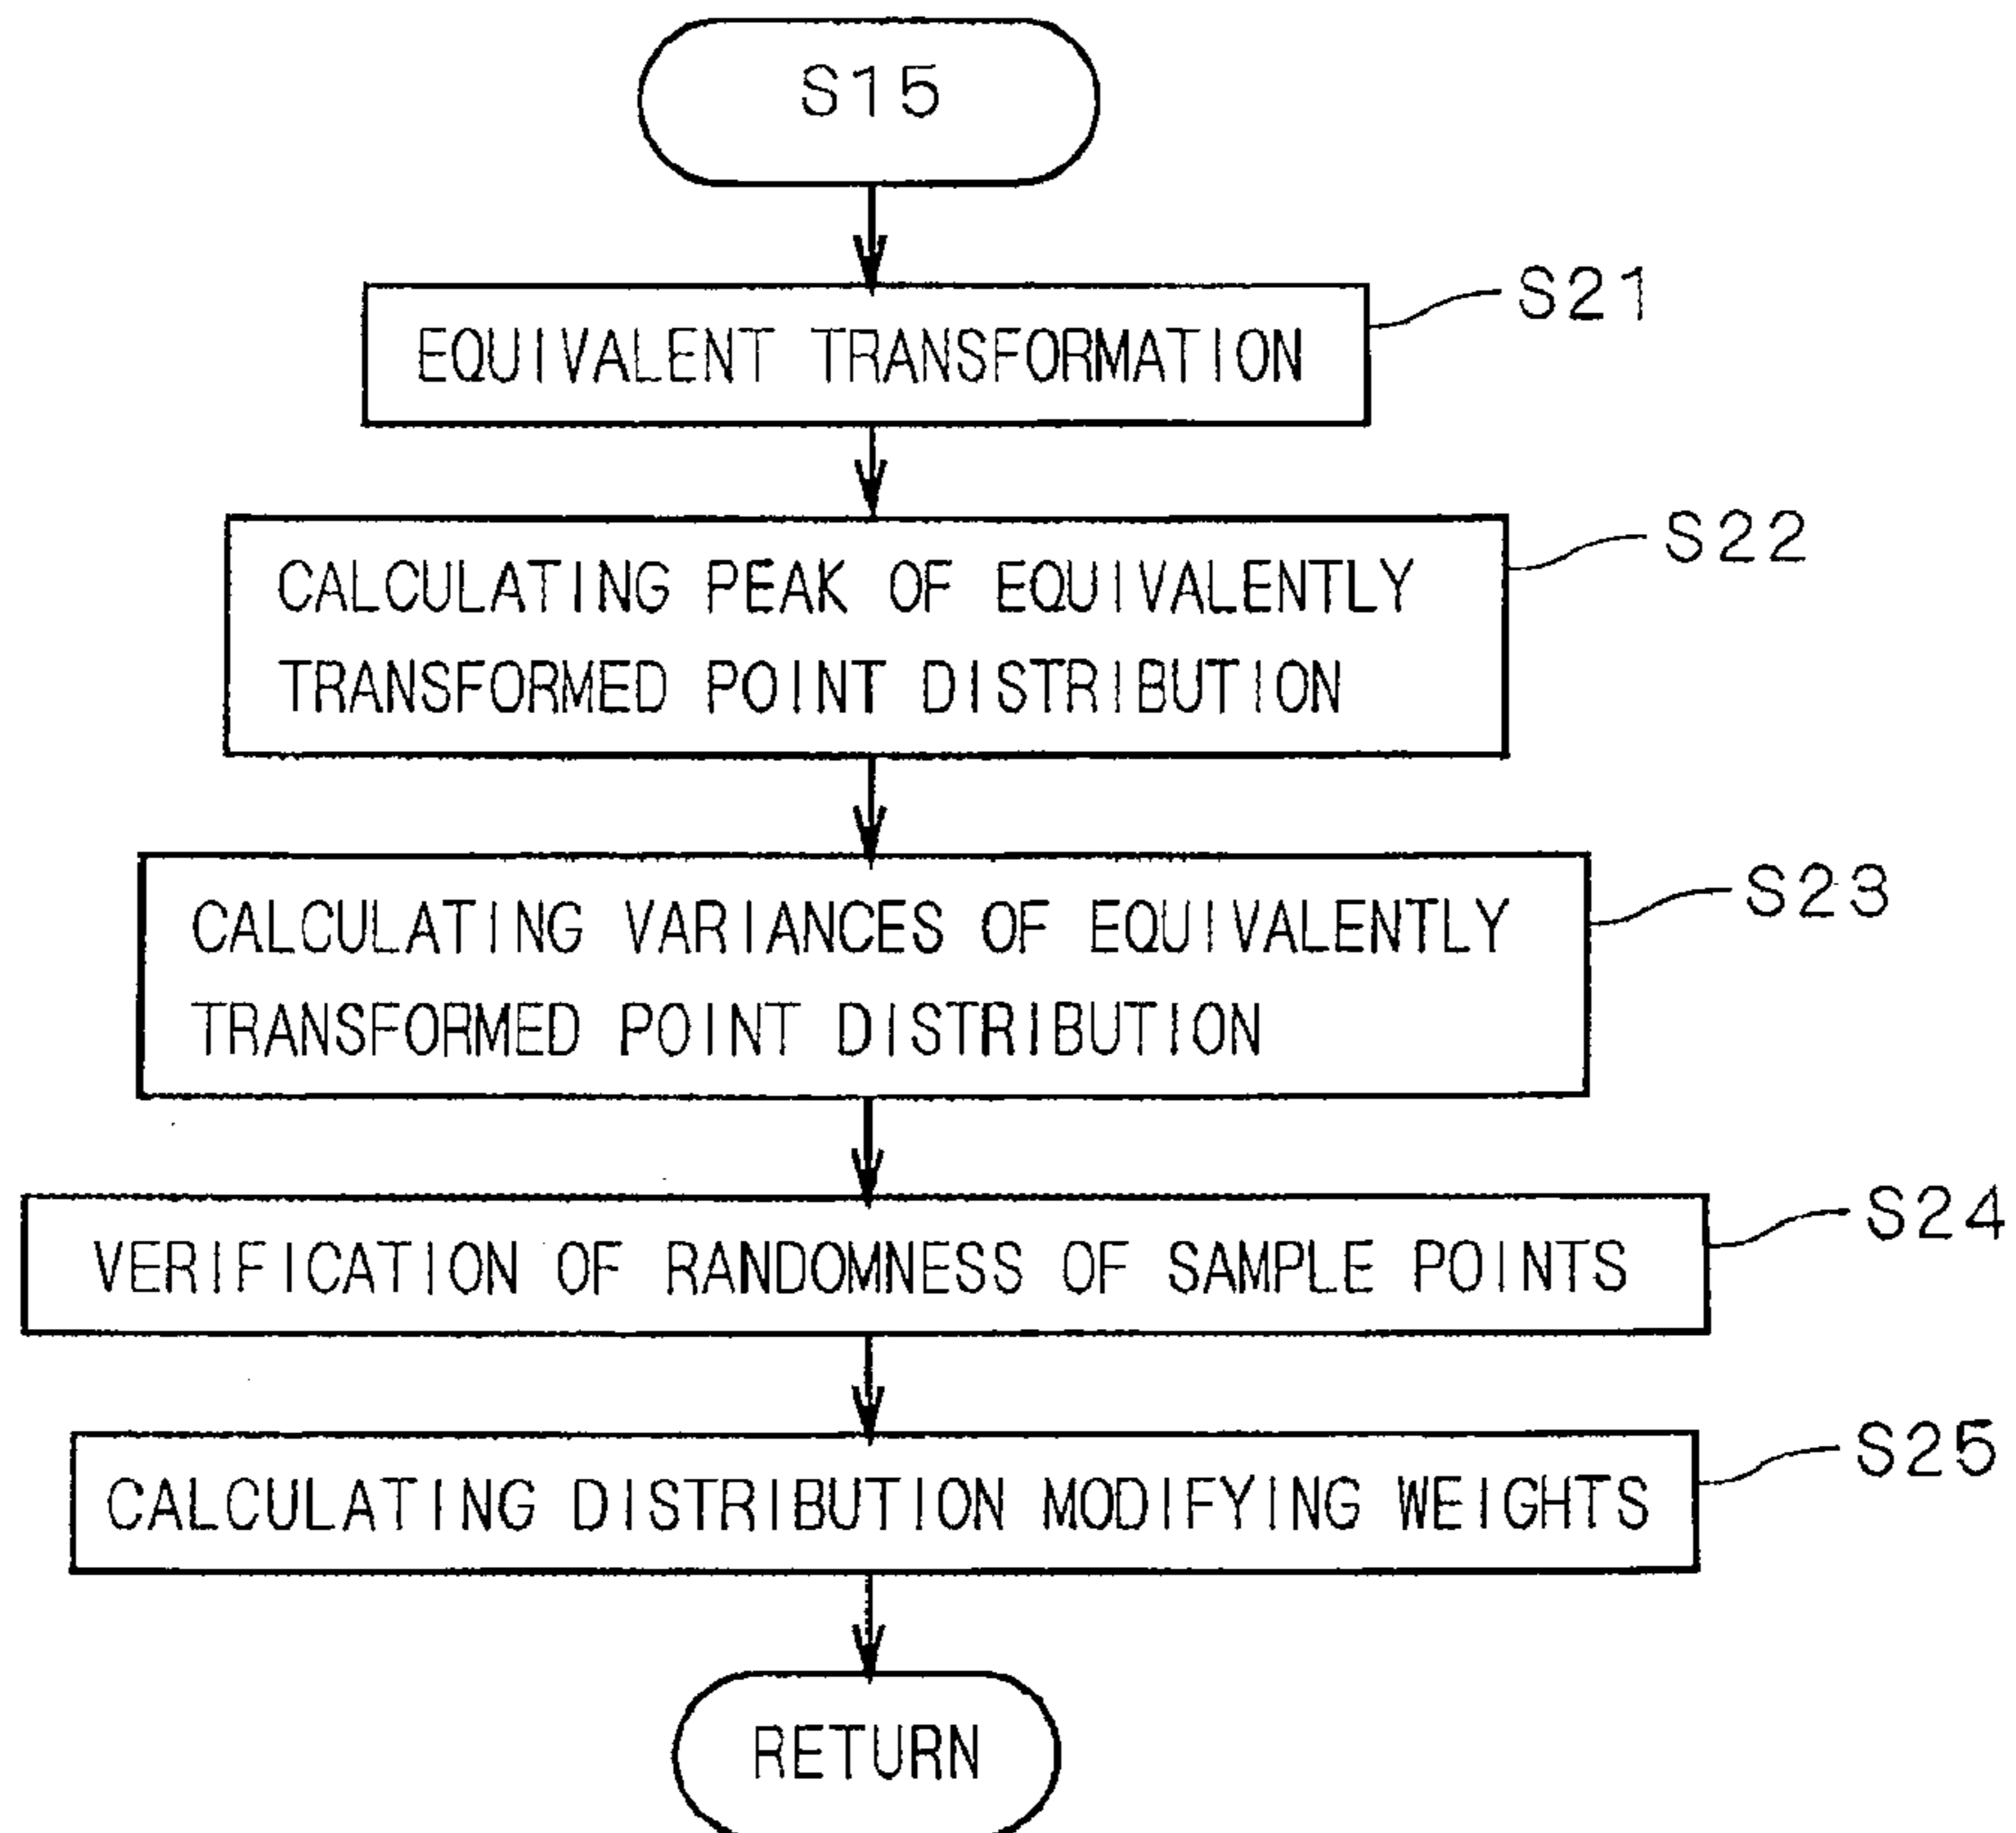 S15
EQUIVALENT TRANSFORMATION
S21
CALCULATING PEAK OF EQUIVALENTLY
TRANSFORMED POINT DISTRIBUTION
S22
CALCULATING VARIANCES OF EQUIVALENTLY
TRANSFORMED POINT DISTRIBUTION
S23
VERIFICATION OF RANDOMNESS OF SAMPLE POINTS
S24
CALCULATING DISTRIBUTION MODIFYING WEIGHTS
S25
RETURN